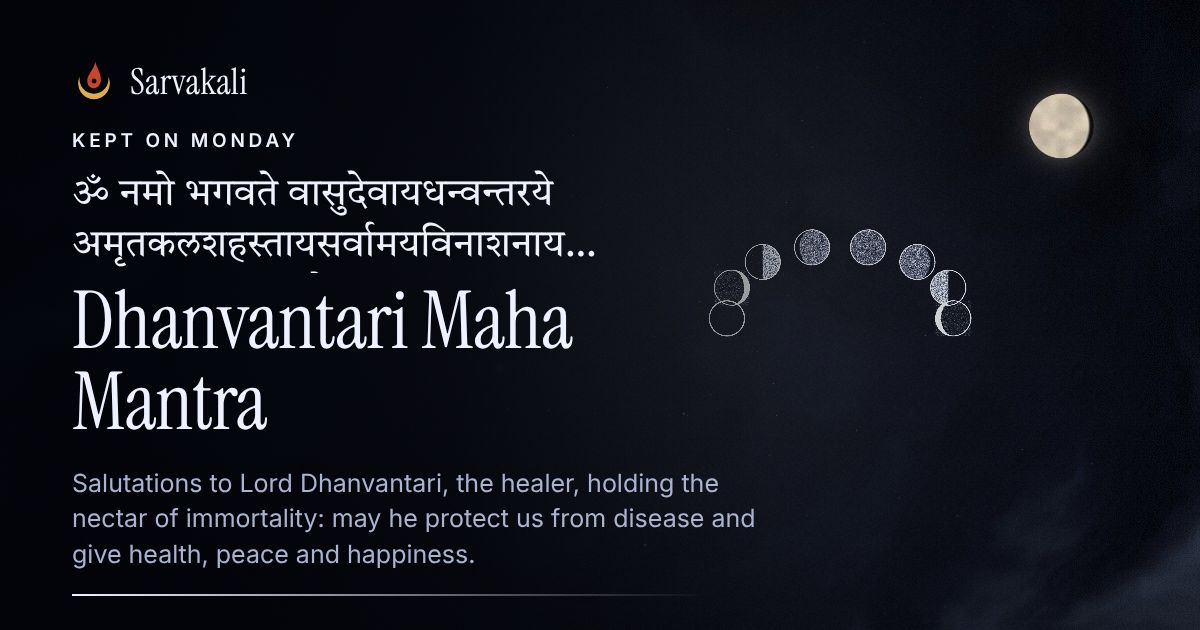 Sarvakali
KEPT ON MONDAY
ॐ नमो भगवते वासुदेवायधन्वन्तरये
अमृतकलशहस्तायसर्वामयविनाशनाय...
Dhanvantari Maha
Mantra
Salutations to Lord Dhanvantari, the healer, holding the
nectar of immortality: may he protect us from disease and
give health, peace and happiness.